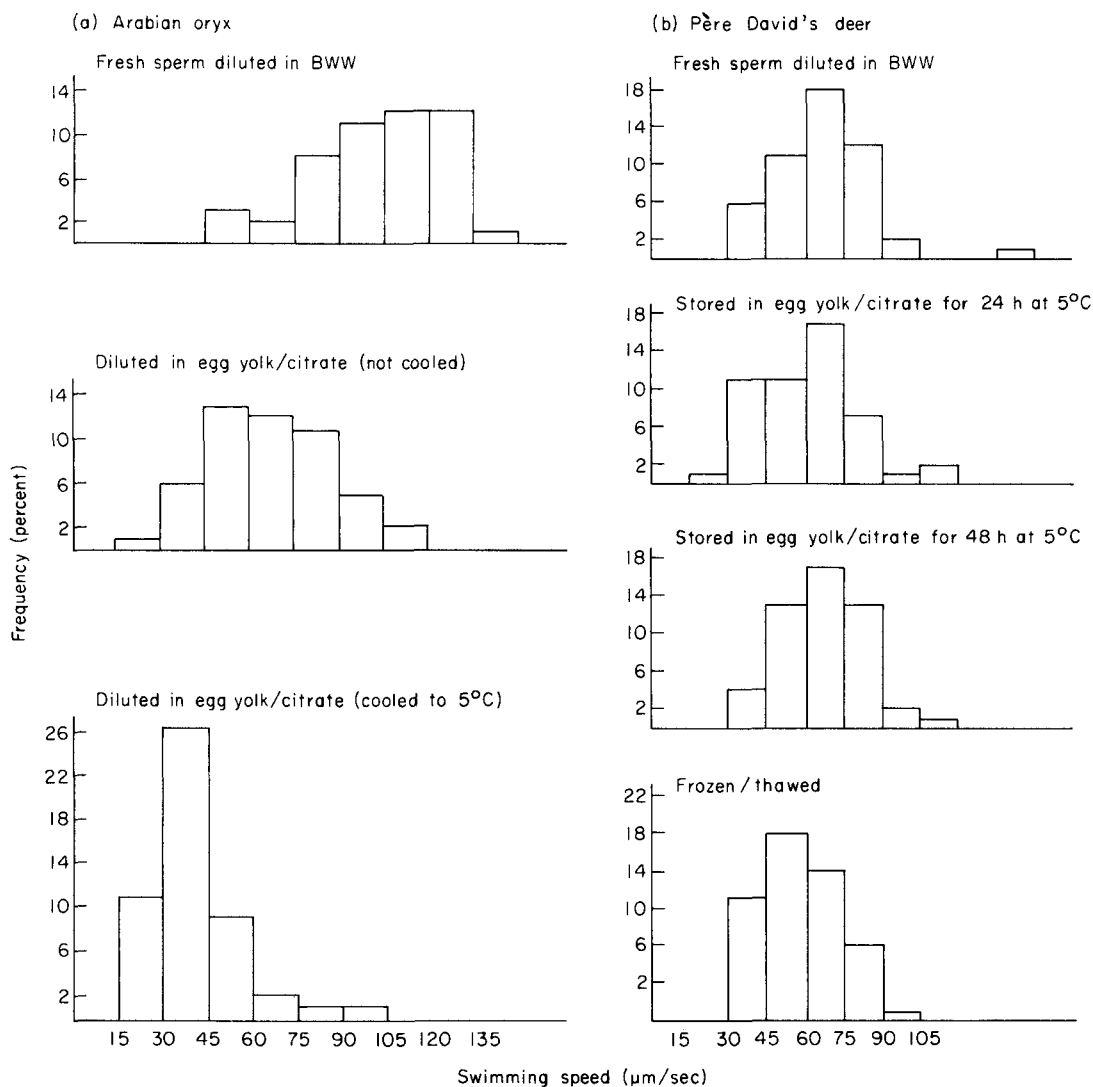 (a) Arabian oryx
Fresh sperm diluted in BWW
14
10
6
2
Diluted in egg yolk/citrate (not cooled)
14
10
6
2
Frequency (percent)
Diluted in egg yolk/citrate (cooled to 5°C)
26
22
18
14
10
6
2
15 30 45 60 75 90 105 120 135
(b) Père David's deer
Fresh sperm diluted in BWW
18
14
10
6
2
Stored in egg yolk/citrate for 24 h at 5°C
18
14
10
6
2
Stored in egg yolk/citrate for 48 h at 5°C
18
14
10
6
2
Frozen/thawed
22
18
14
10
6
2
15 45 60 75 90 105
Swimming speed (μm/sec)